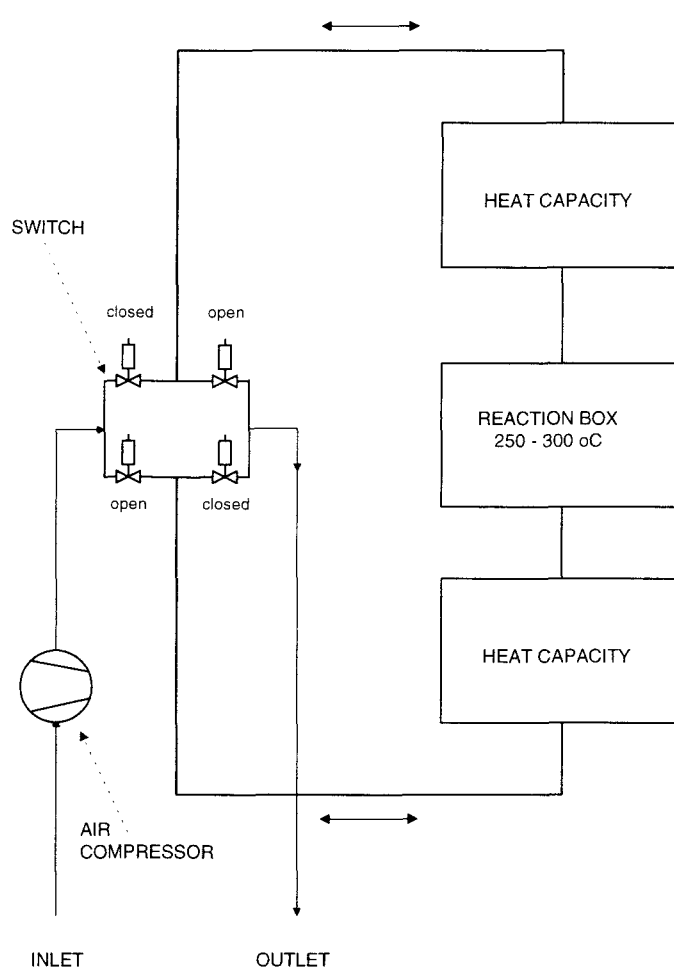 HEAT CAPACITY
SWITCH
closed
open
REACTION BOX
250 - 300 oC
open
closed
HEAT CAPACITY
AIR
COMPRESSOR
INLET
OUTLET